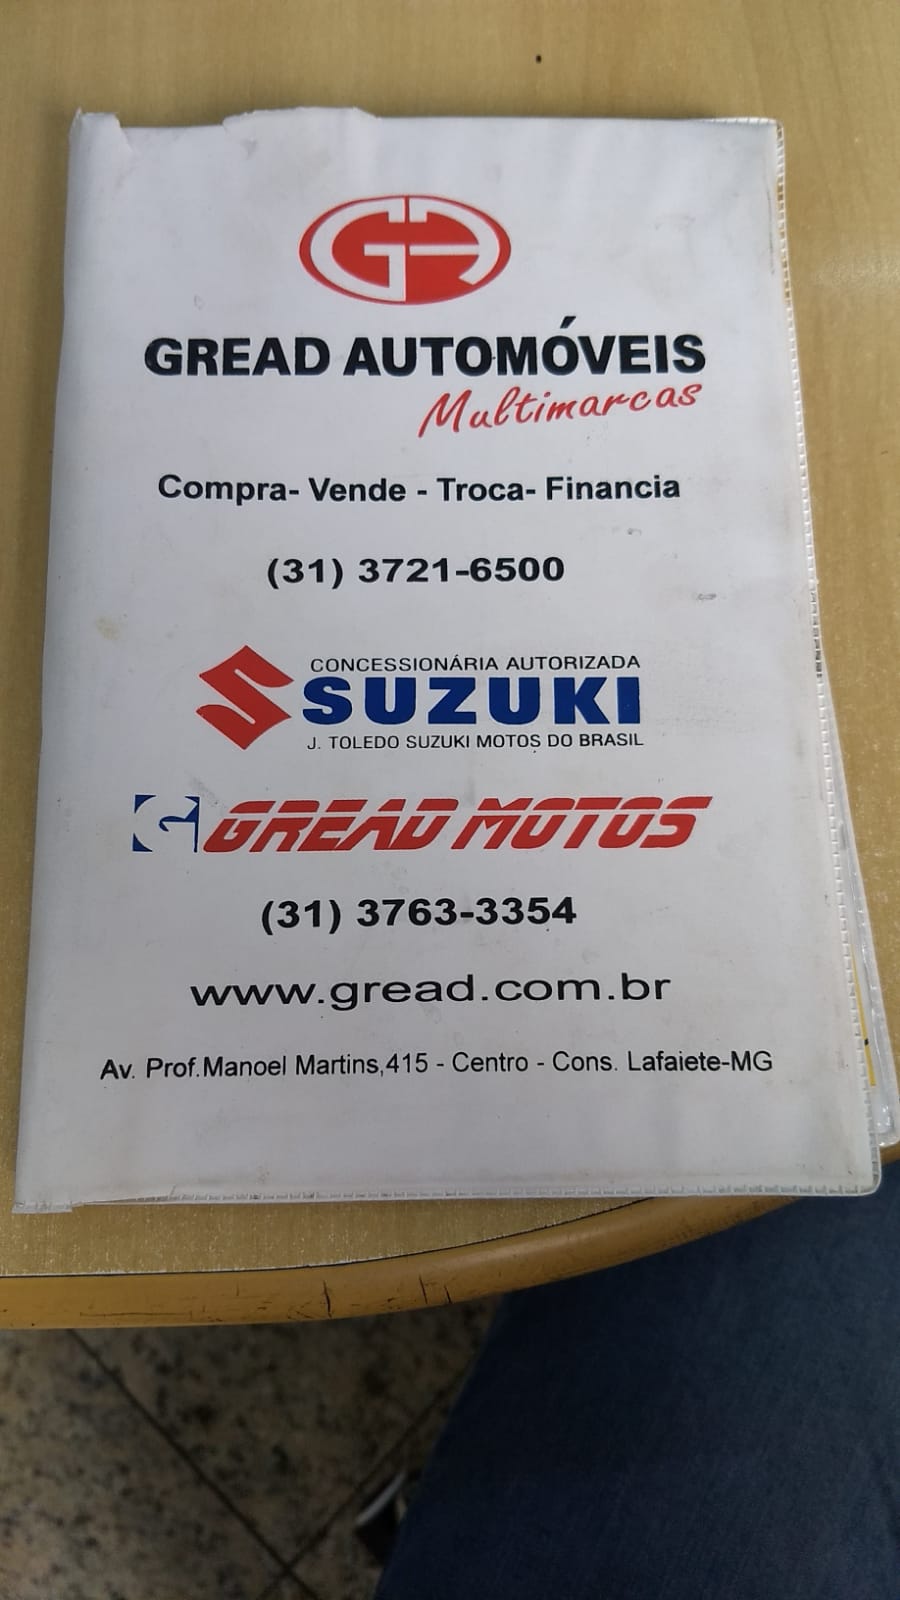 GREAD AUTOMÓVEIS
Multimarcas
Compra- Vende - Troca- Financia
(31) 3721-6500
CONCESSIONÁRIA AUTORIZADA
SUZUKI
J. TOLEDO SUZUKI MOTOS DO BRASIL
G GREAD MOTOS
(31) 3763-3354
www.gread.com.br
Av. Prof.Manoel Martins,415 - Centro - Cons. Lafaiete-MG